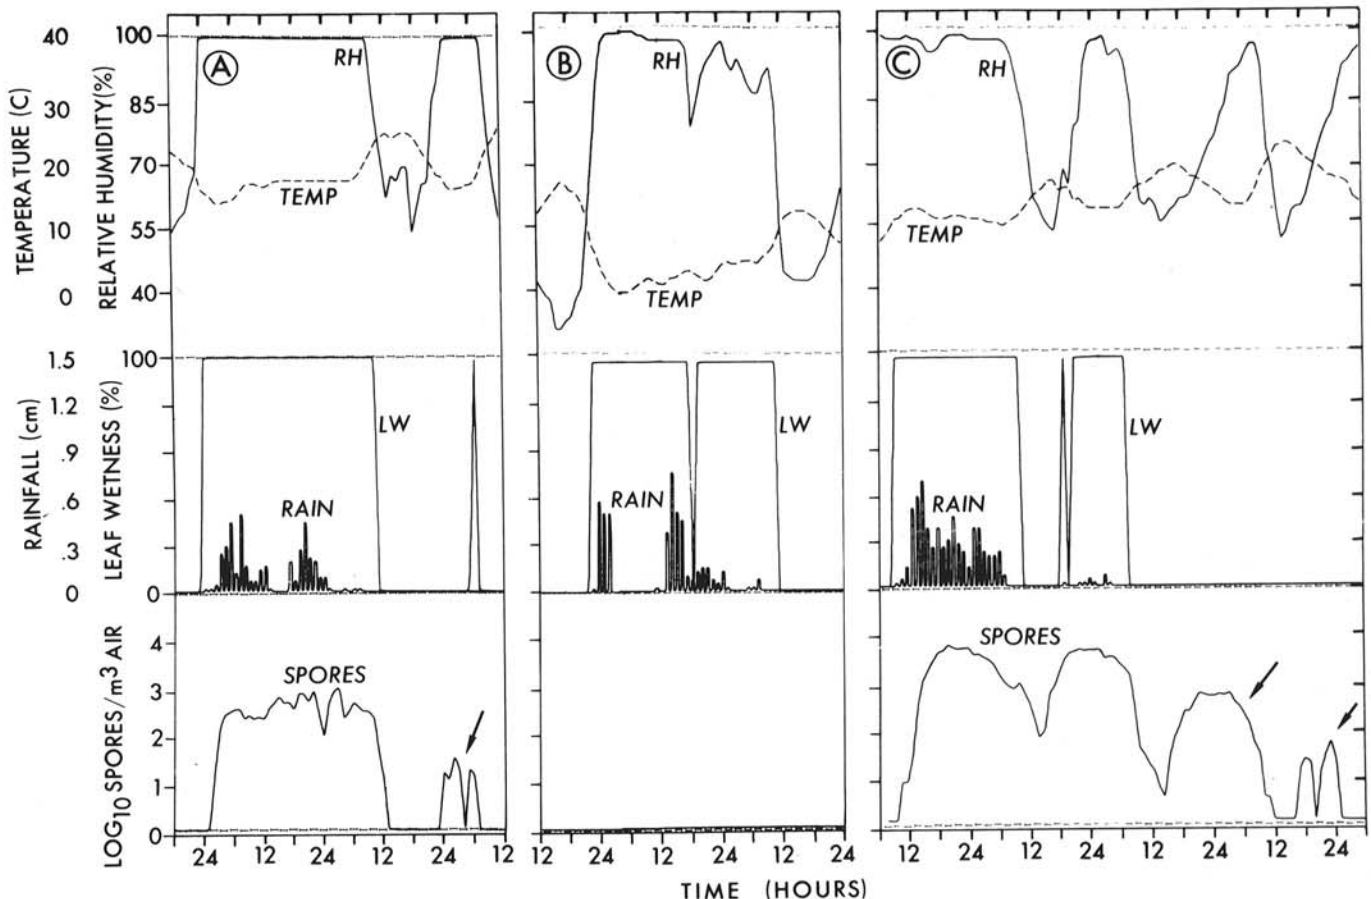 TEMPERATURE (C)
40
30
20
10
0
RELATIVE HUMIDITY(%)
100
85
70
55
40
A
RH
TEMP
B
RH
TEMP
C
RH
TEMP
RAINFALL (cm)
1.5
1.2
.9
.6
.3
0
LEAF WETNESS (%)
100
0
RAIN
LW
RAIN
LW
RAIN
LW
LOG10 SPORES/m3 AIR
4
3
2
1
0
SPORES
SPORES
24 12 24 12 24 12
12 24 12 24 12 24
12 24 12 24 12 24 12 24
TIME (HOURS)